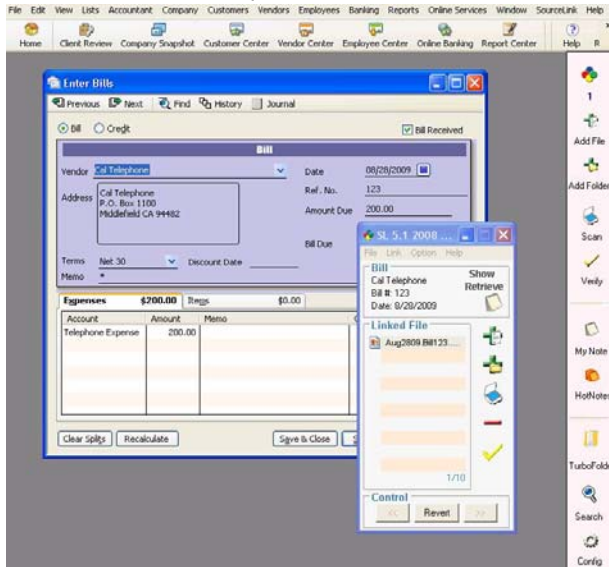 File Edit View Lists Accountant Company Customers Vendors Employees Banking Reports Online Services Window SourceLink Help
Home Client Review Company Snapshot Customer Center Vendor Center Employee Center Online Banking Report Center Help R
Enter Bills
Previous Next Find History Journal
Bill Credit Bill Received
Bill
Vendor Cal Telephone Date 08/28/2009
Address Cal Telephone
P.O. Box 1100
Middlefield CA 94482
Ref. No. 123
Amount Due 200.00
Bill Due
Terms Net 30 Discount Date
Memo *
Expenses $200.00 Items $0.00
Account Amount Memo
Telephone Expense 200.00
Clear Splits Recalculate Save & Close
SL 5.1 2008 ...
File Link Option Help
Bill
Cal Telephone
Bill #: 123
Date: 8/28/2009
Show
Retrieve
Linked File
Aug2809.Bill123....
1/10
Control
<< Revert >>
1
Add File
Add Folder
Scan
Verify
My Note
HotNotes
TurboFolde
Search
Config